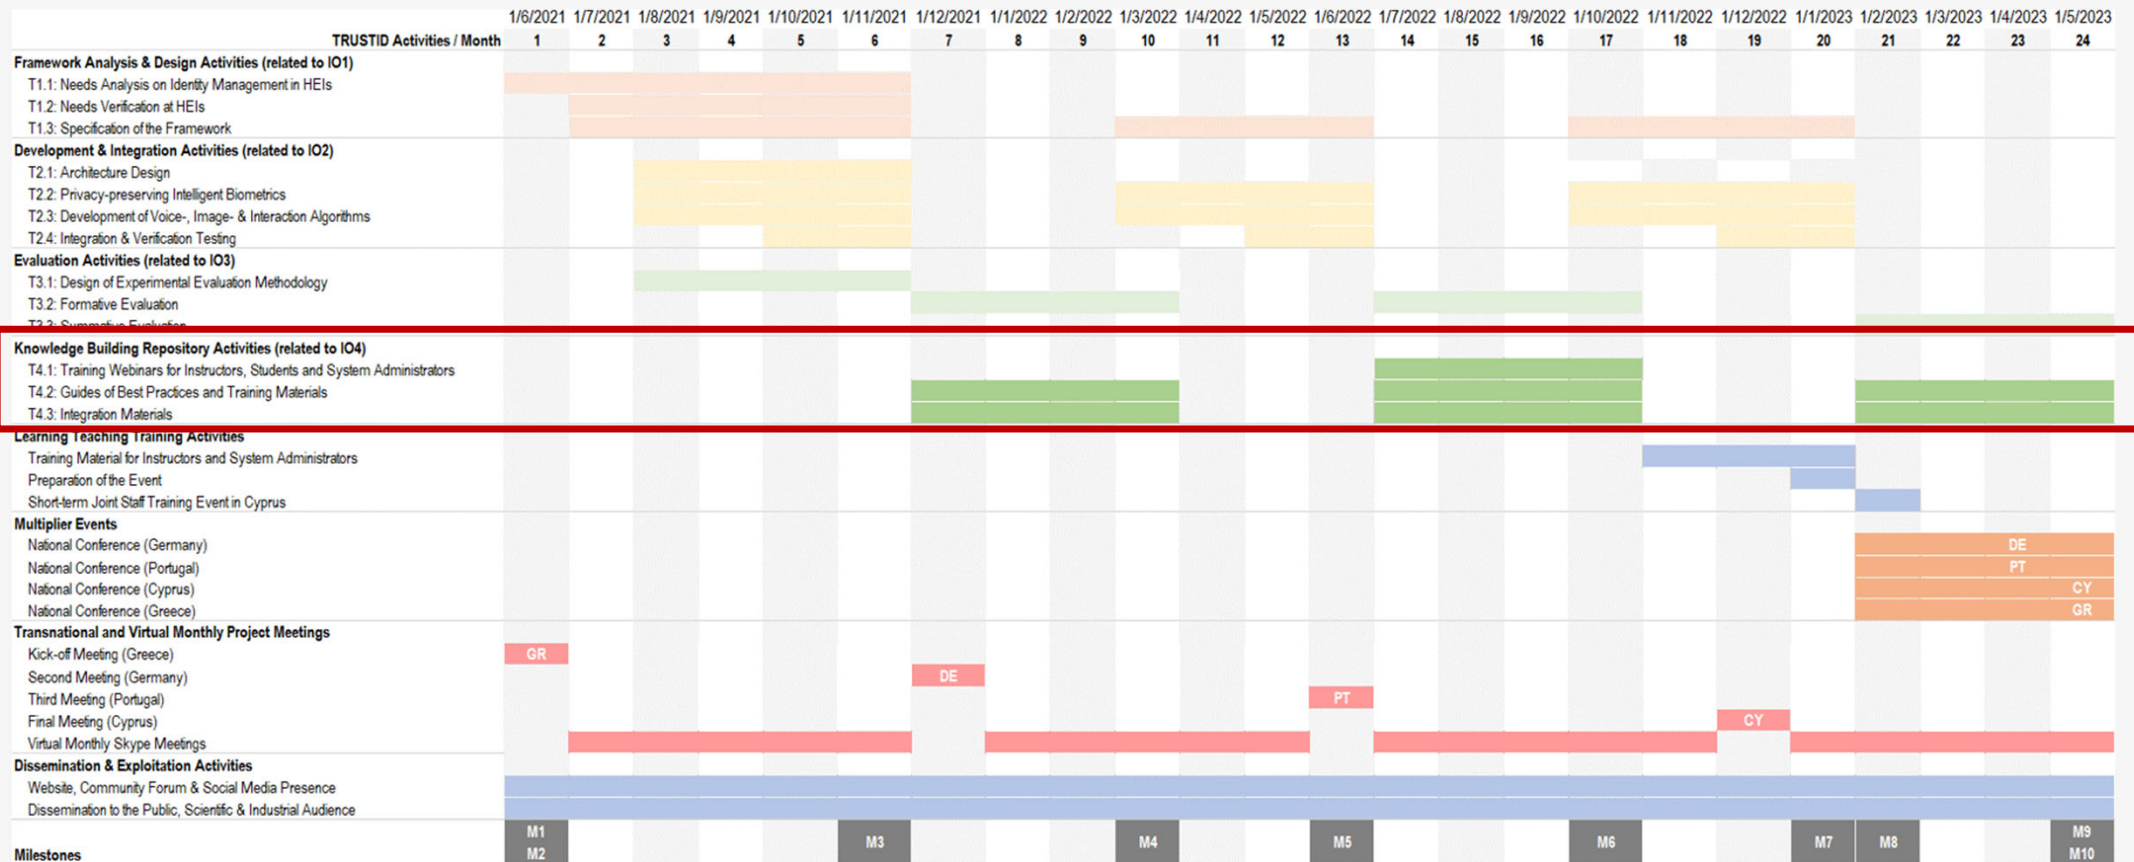 1/6/2021 1/7/2021 1/8/2021 1/9/2021 1/10/2021 1/11/2021 1/12/2021 1/1/2022 1/2/2022 1/3/2022 1/4/2022 1/5/2022 1/6/2022 1/7/2022 1/8/2022 1/9/2022 1/10/2022 1/11/2022 1/12/2022 1/1/2023 1/2/2023 1/3/2023 1/4/2023 1/5/2023
TRUSTID Activities / Month 1 2 3 4 5 6 7 8 9 10 11 12 13 14 15 16 17 18 19 20 21 22 23 24
Framework Analysis & Design Activities (related to IO1)
T1.1: Needs Analysis on Identity Management in HEIs
T1.2: Needs Verification at HEIs
T1.3: Specification of the Framework
Development & Integration Activities (related to IO2)
T2.1: Architecture Design
T2.2: Privacy-preserving Intelligent Biometrics
T2.3: Development of Voice-, Image- & Interaction Algorithms
T2.4: Integration & Verification Testing
Evaluation Activities (related to IO3)
T3.1: Design of Experimental Evaluation Methodology
T3.2: Formative Evaluation
T3.3: Summative Evaluation
Knowledge Building Repository Activities (related to IO4)
T4.1: Training Webinars for Instructors, Students and System Administrators
T4.2: Guides of Best Practices and Training Materials
T4.3: Integration Materials
Learning Teaching Training Activities
Training Material for Instructors and System Administrators
Preparation of the Event
Short-term Joint Staff Training Event in Cyprus
Multiplier Events
National Conference (Germany) DE
National Conference (Portugal) PT
National Conference (Cyprus) CY
National Conference (Greece) GR
Transnational and Virtual Monthly Project Meetings
Kick-off Meeting (Greece) GR
Second Meeting (Germany) DE
Third Meeting (Portugal) PT
Final Meeting (Cyprus) CY
Virtual Monthly Skype Meetings
Dissemination & Exploitation Activities
Website, Community Forum & Social Media Presence
Dissemination to the Public, Scientific & Industrial Audience
M1 M9
M3 M4 M5 M6 M7 M8
Milestones M2 M10